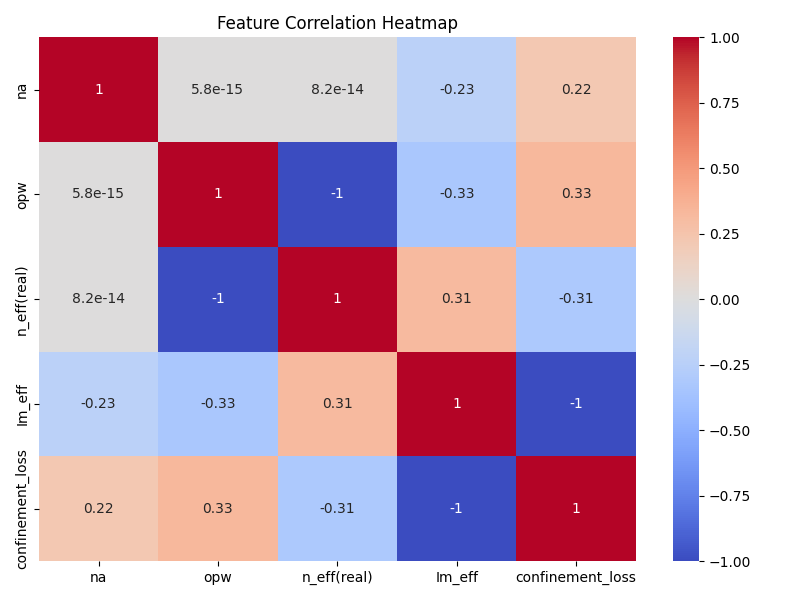 Feature Correlation Heatmap
na 1 5.8e-15 8.2e-14 -0.23 0.22
opw 5.8e-15 1 -1 -0.33 0.33
n_eff(real) 8.2e-14 -1 1 0.31 -0.31
Im_eff -0.23 -0.33 0.31 1 -1
confinement_loss 0.22 0.33 -0.31 -1 1
na opw n_eff(real) Im_eff confinement_loss
1.00
0.75
0.50
0.25
0.00
−0.25
−0.50
−0.75
−1.00